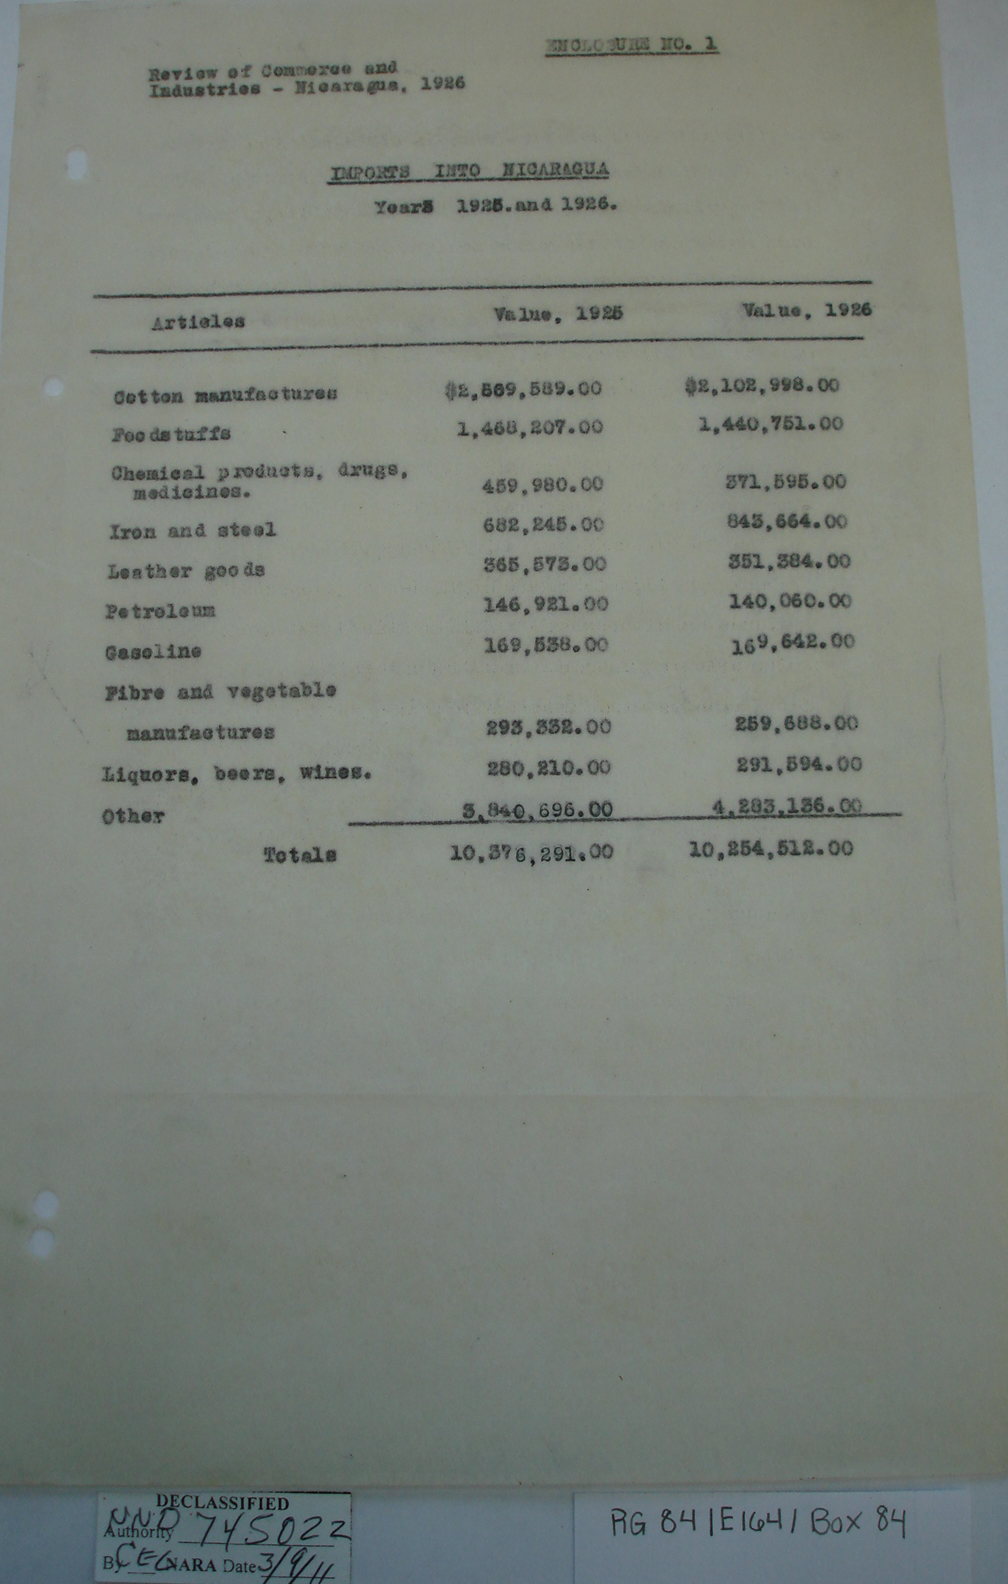 ENCLOSURE NO. 1
Review of Commerce and
Industries - Nicaragua, 1926
IMPORTS INTO NICARAGUA
Years 1925.and 1926.
Articles Value, 1925 Value, 1926
Cotton manufactures $2,669,589.00 $2,102,998.00
Foodstuffs 1,468,207.00 1,440,751.00
Chemical products, drugs,
medicines. 459,980.00 371,595.00
Iron and steel 682,245.00 843,664.00
Leather goods 365,573.00 351,384.00
Petroleum 146,921.00 140,060.00
Gasoline 169,538.00 169,642.00
Fibre and vegetable
manufactures 293,332.00 259,688.00
Liquors, beers, wines. 280,210.00 291,594.00
Other 3,840,696.00 4,283,136.00
Totals 10,376,291.00 10,254,512.00
DECLASSIFIED
Authority NND 745022
By CEG NARA Date 3/9/11
RG 84 | E164 | Box 84